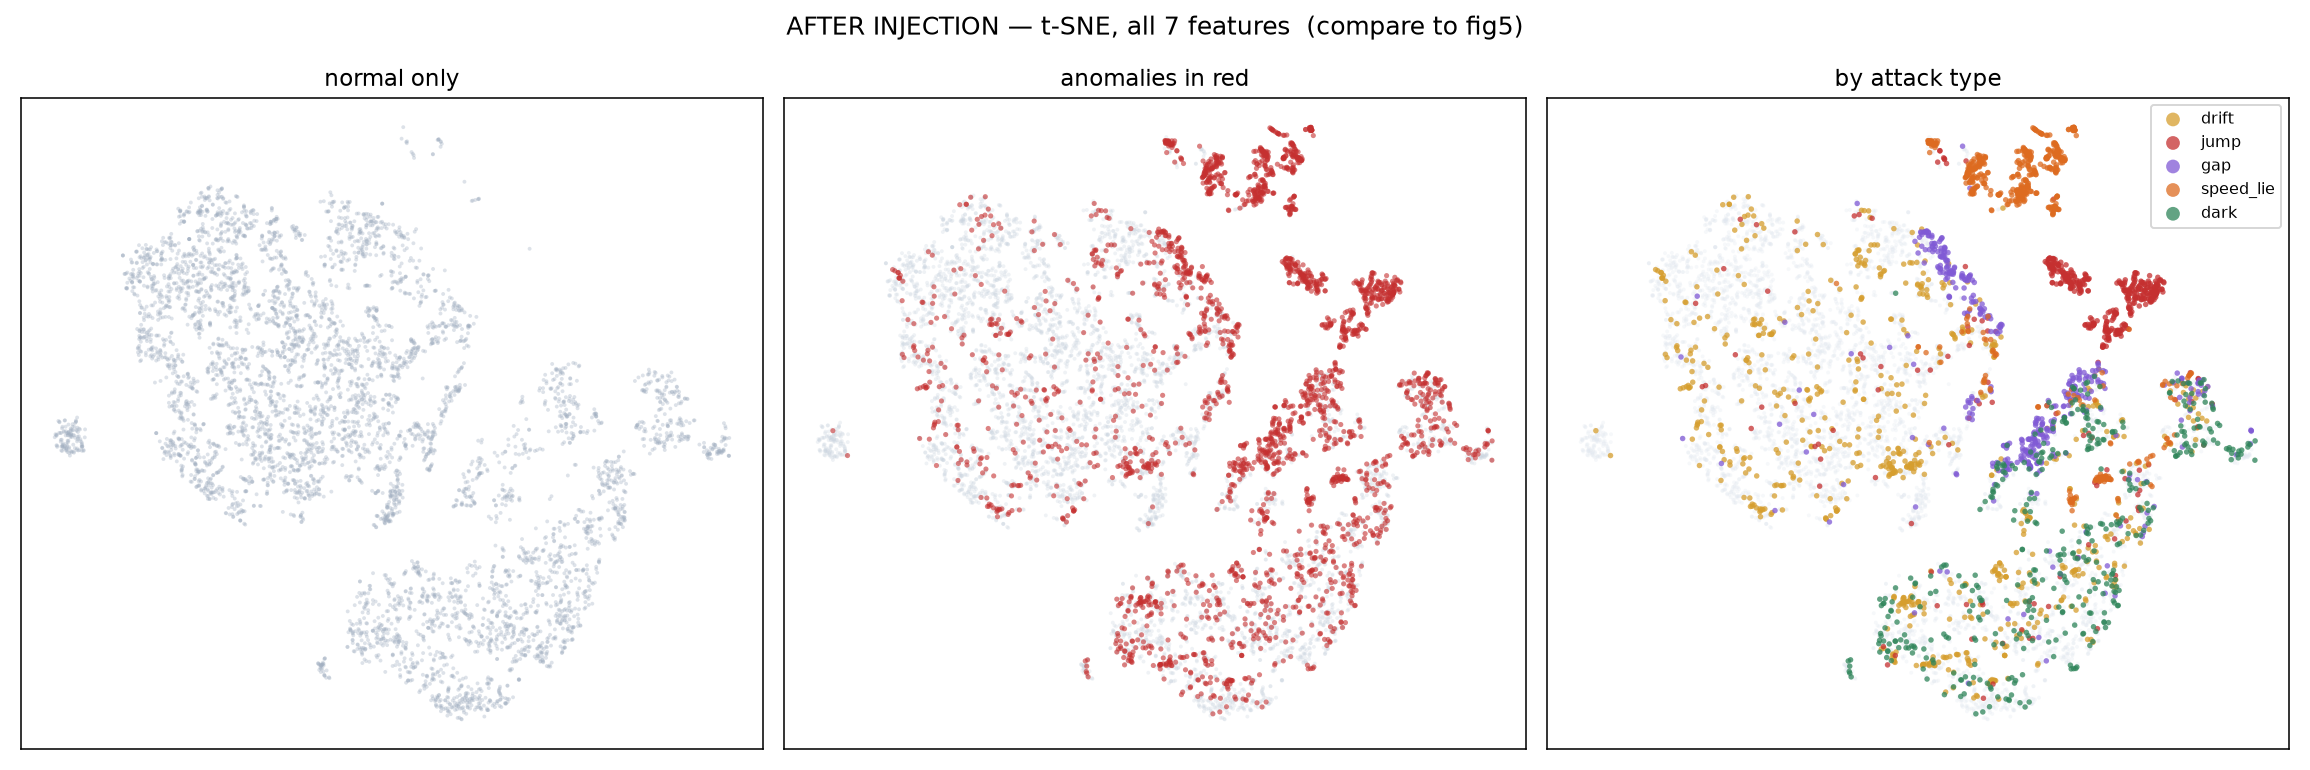 AFTER INJECTION — t-SNE, all 7 features  (compare to fig5)
normal only
anomalies in red
by attack type
drift
jump
gap
speed_lie
dark